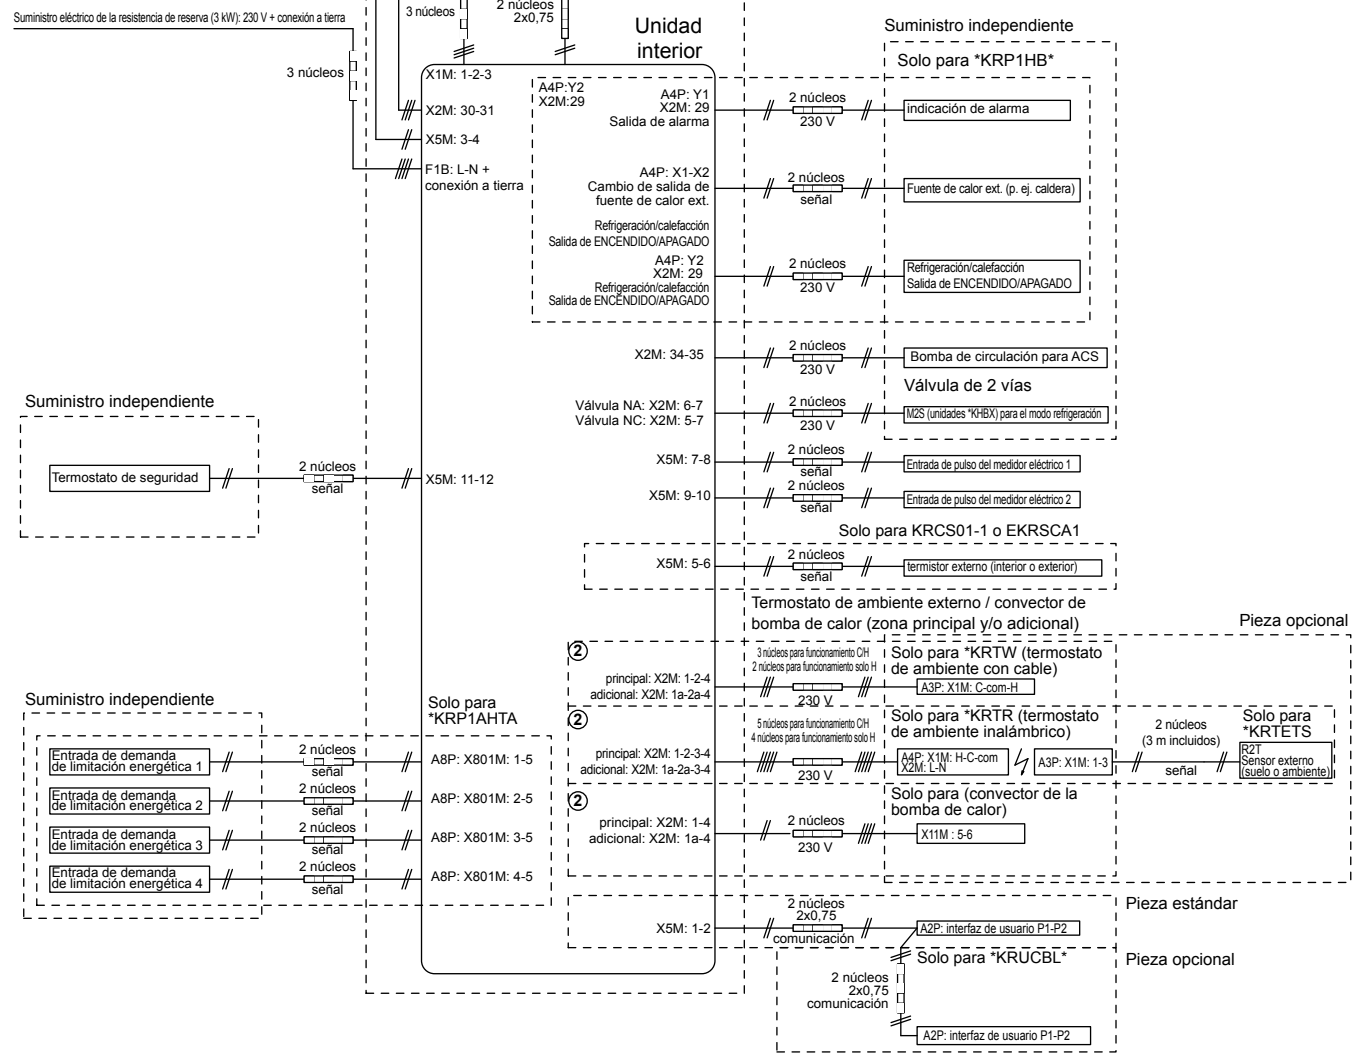 Suministro eléctrico de la resistencia de reserva (3 kW): 230 V + conexión a tierra
3 núcleos
3 núcleos
2 núcleos
2x0,75
Unidad
interior
X1M: 1-2-3
X2M: 30-31
X5M: 3-4
F1B: L-N +
conexión a tierra
A4P:Y2
X2M:29
A4P: Y1
X2M: 29
Salida de alarma
A4P: X1-X2
Cambio de salida de
fuente de calor ext.
Refrigeración/calefacción
Salida de ENCENDIDO/APAGADO
A4P: Y2
X2M: 29
Refrigeración/calefacción
Salida de ENCENDIDO/APAGADO
Suministro independiente
Solo para *KRP1HB*
2 núcleos
230 V
indicación de alarma
2 núcleos
señal
Fuente de calor ext. (p. ej. caldera)
2 núcleos
230 V
Refrigeración/calefacción
Salida de ENCENDIDO/APAGADO
X2M: 34-35
2 núcleos
230 V
Bomba de circulación para ACS
Válvula de 2 vías
Válvula NA: X2M: 6-7
Válvula NC: X2M: 5-7
2 núcleos
230 V
M2S (unidades *KHBX) para el modo refrigeración
X5M: 7-8
2 núcleos
señal
Entrada de pulso del medidor eléctrico 1
X5M: 9-10
2 núcleos
señal
Entrada de pulso del medidor eléctrico 2
Suministro independiente
Termostato de seguridad
2 núcleos
señal
X5M: 11-12
Solo para KRCS01-1 o EKRSCA1
X5M: 5-6
2 núcleos
señal
termistor externo (interior o exterior)
Termostato de ambiente externo / convector de
bomba de calor (zona principal y/o adicional)
Pieza opcional
2
principal: X2M: 1-2-4
adicional: X2M: 1a-2a-4
3 núcleos para funcionamiento C/H
2 núcleos para funcionamiento solo H
230 V
Solo para *KRTW (termostato
de ambiente con cable)
A3P: X1M: C-com-H
2
principal: X2M: 1-2-3-4
adicional: X2M: 1a-2a-3-4
5 núcleos para funcionamiento C/H
4 núcleos para funcionamiento solo H
230 V
Solo para *KRTR (termostato
de ambiente inalámbrico)
A4P: X1M: H-C-com
X2M: L-N
A3P: X1M: 1-3
2 núcleos
(3 m incluidos)
señal
Solo para
*KRTETS
R2T
Sensor externo
(suelo o ambiente)
2
principal: X2M: 1-4
adicional: X2M: 1a-4
2 núcleos
230 V
Solo para (convector de la
bomba de calor)
X11M : 5-6
Suministro independiente
Solo para
*KRP1AHTA
Entrada de demanda
de limitación energética 1
2 núcleos
señal
A8P: X801M: 1-5
Entrada de demanda
de limitación energética 2
2 núcleos
señal
A8P: X801M: 2-5
Entrada de demanda
de limitación energética 3
2 núcleos
señal
A8P: X801M: 3-5
Entrada de demanda
de limitación energética 4
2 núcleos
señal
A8P: X801M: 4-5
X5M: 1-2
2 núcleos
2x0,75
comunicación
A2P: interfaz de usuario P1-P2
Pieza estándar
Solo para *KRUCBL*
Pieza opcional
2 núcleos
2x0,75
comunicación
A2P: interfaz de usuario P1-P2